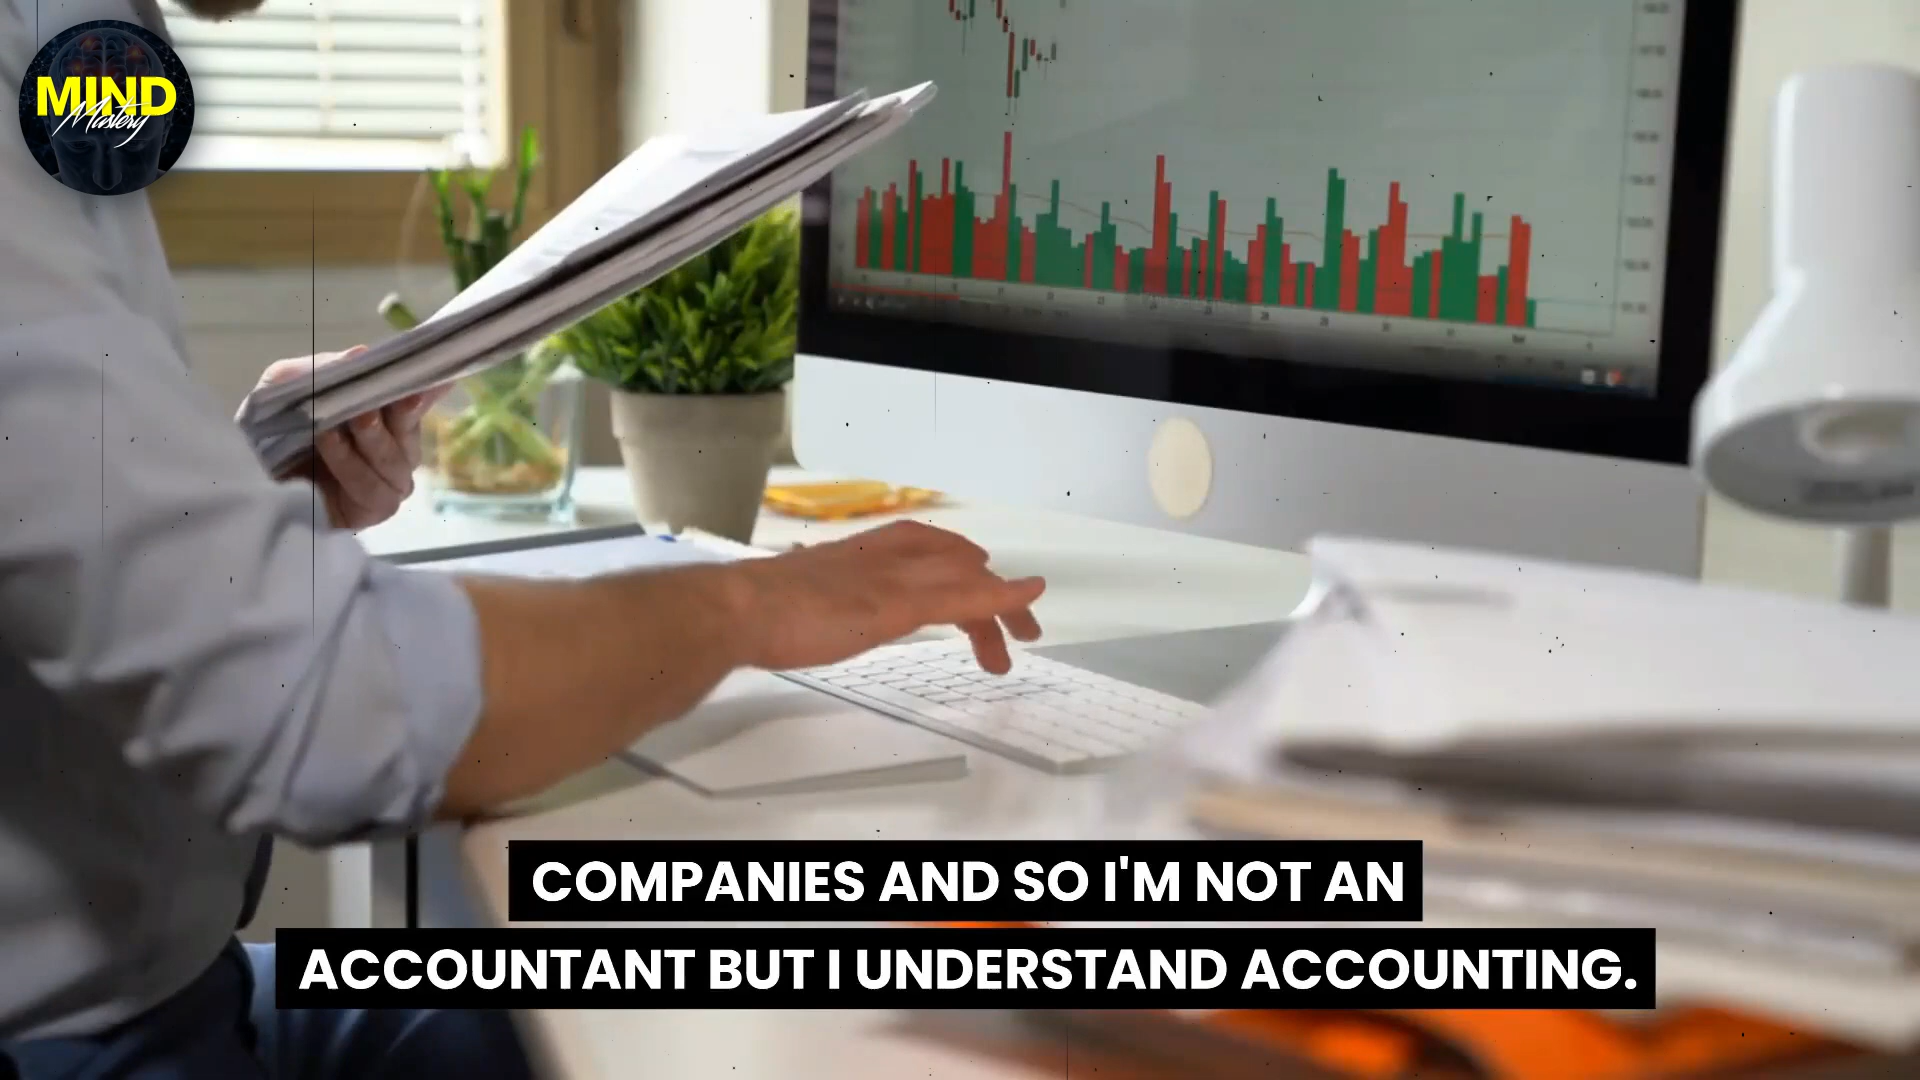 MIND
Mastery
COMPANIES AND SO I'M NOT AN
ACCOUNTANT BUT I UNDERSTAND ACCOUNTING.